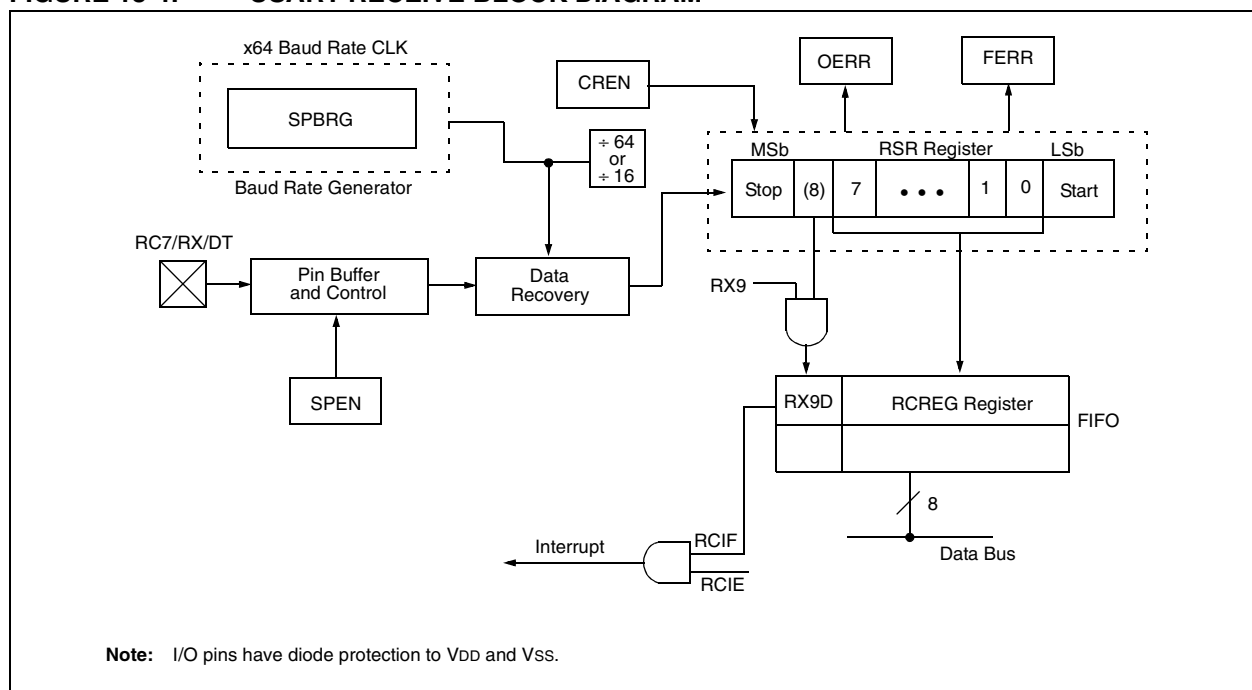 x64 Baud Rate CLK
SPBRG
Baud Rate Generator
CREN
OERR
FERR
÷ 64
or
÷ 16
MSb
RSR Register
LSb
Stop
(8)
7
• • •
1
0
Start
RC7/RX/DT
Pin Buffer
and Control
Data
Recovery
RX9
SPEN
RX9D
RCREG Register
FIFO
8
Data Bus
Interrupt
RCIF
RCIE
Note: I/O pins have diode protection to VDD and VSS.